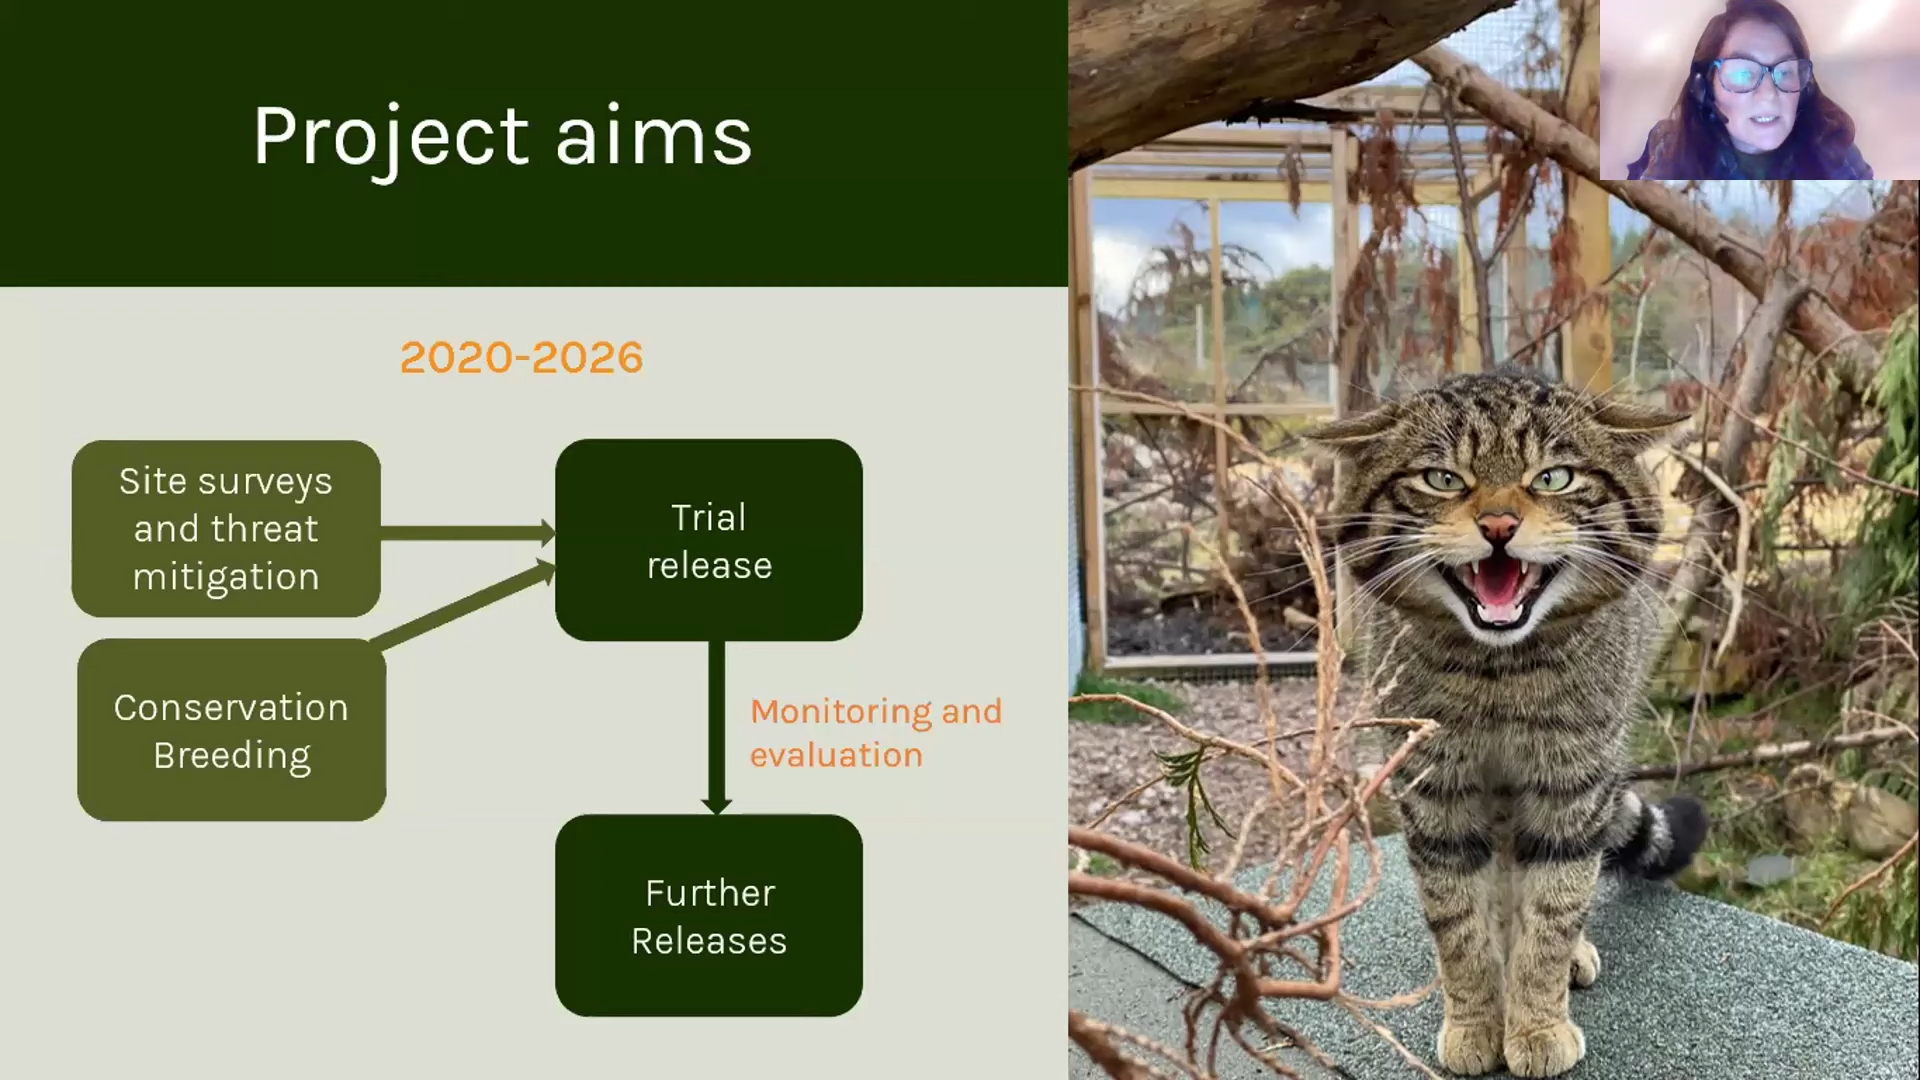 Project aims
2020-2026
Site surveys
and threat
mitigation
Trial
release
Conservation
Breeding
Monitoring and
evaluation
Further
Releases